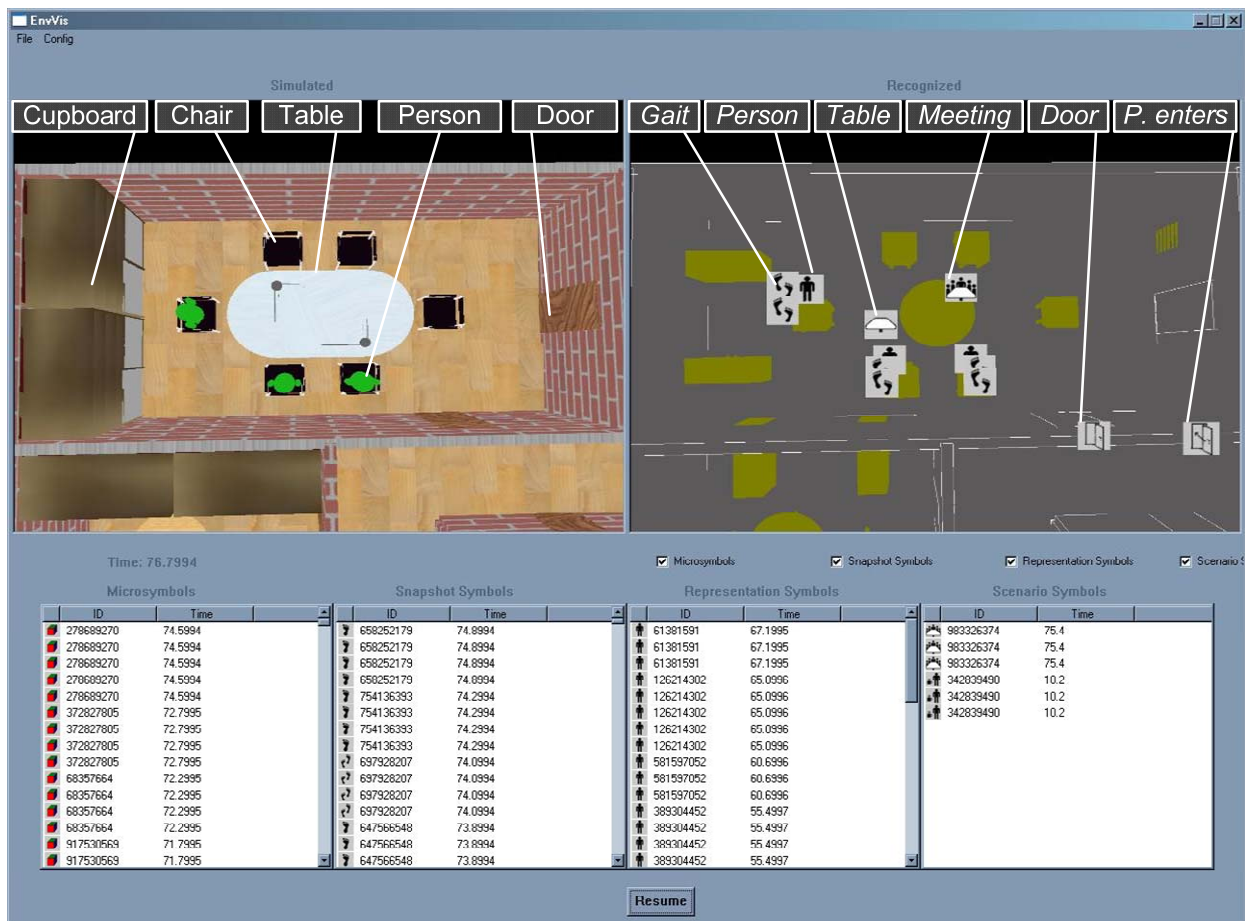 EnvVis
File Config
Simulated
Recognized
Cupboard Chair Table Person Door
Gait Person Table Meeting Door P. enters
Time: 76.7994
Microsymbols Snapshot Symbols Representation Symbols Scenario S
Microsymbols Snapshot Symbols Representation Symbols Scenario Symbols
ID Time ID Time ID Time ID Time
278689270 74.5994 658252179 74.8994 61381591 67.1995 983326374 75.4
278689270 74.5994 658252179 74.8994 61381591 67.1995 983326374 75.4
278689270 74.5994 658252179 74.8994 61381591 67.1995 983326374 75.4
278689270 74.5994 658252179 74.8994 126214302 65.0996 342839490 10.2
278689270 74.5994 754136393 74.2994 126214302 65.0996 342839490 10.2
372827805 72.7995 754136393 74.2994 126214302 65.0996 342839490 10.2
372827805 72.7995 754136393 74.2994 126214302 65.0996
372827805 72.7995 754136393 74.2994 126214302 65.0996
372827805 72.7995 697928207 74.0994 581597052 60.6996
68357664 72.2995 697928207 74.0994 581597052 60.6996
68357664 72.2995 697928207 74.0994 581597052 60.6996
68357664 72.2995 697928207 74.0994 389304452 55.4997
68357664 72.2995 647566548 73.8994 389304452 55.4997
917530569 71.7995 647566548 73.8994 389304452 55.4997
917530569 71.7995 647566548 73.8994 389304452 55.4997
Resume